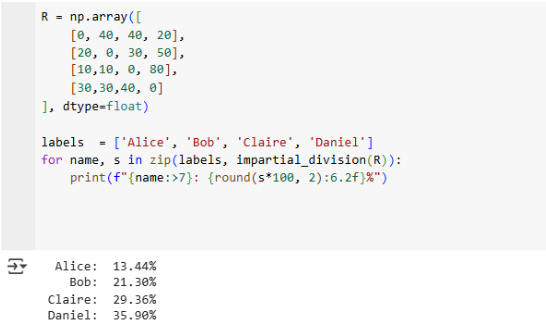 R = np.array([
    [0, 40, 40, 20],
    [20, 0, 30, 50],
    [10,10, 0, 80],
    [30,30,40, 0]
], dtype=float)

labels  = ['Alice', 'Bob', 'Claire', 'Daniel']
for name, s in zip(labels, impartial_division(R)):
    print(f"{name:>7}: {round(s*100, 2):6.2f}%")

  Alice:  13.44%
    Bob:  21.30%
 Claire:  29.36%
 Daniel:  35.90%